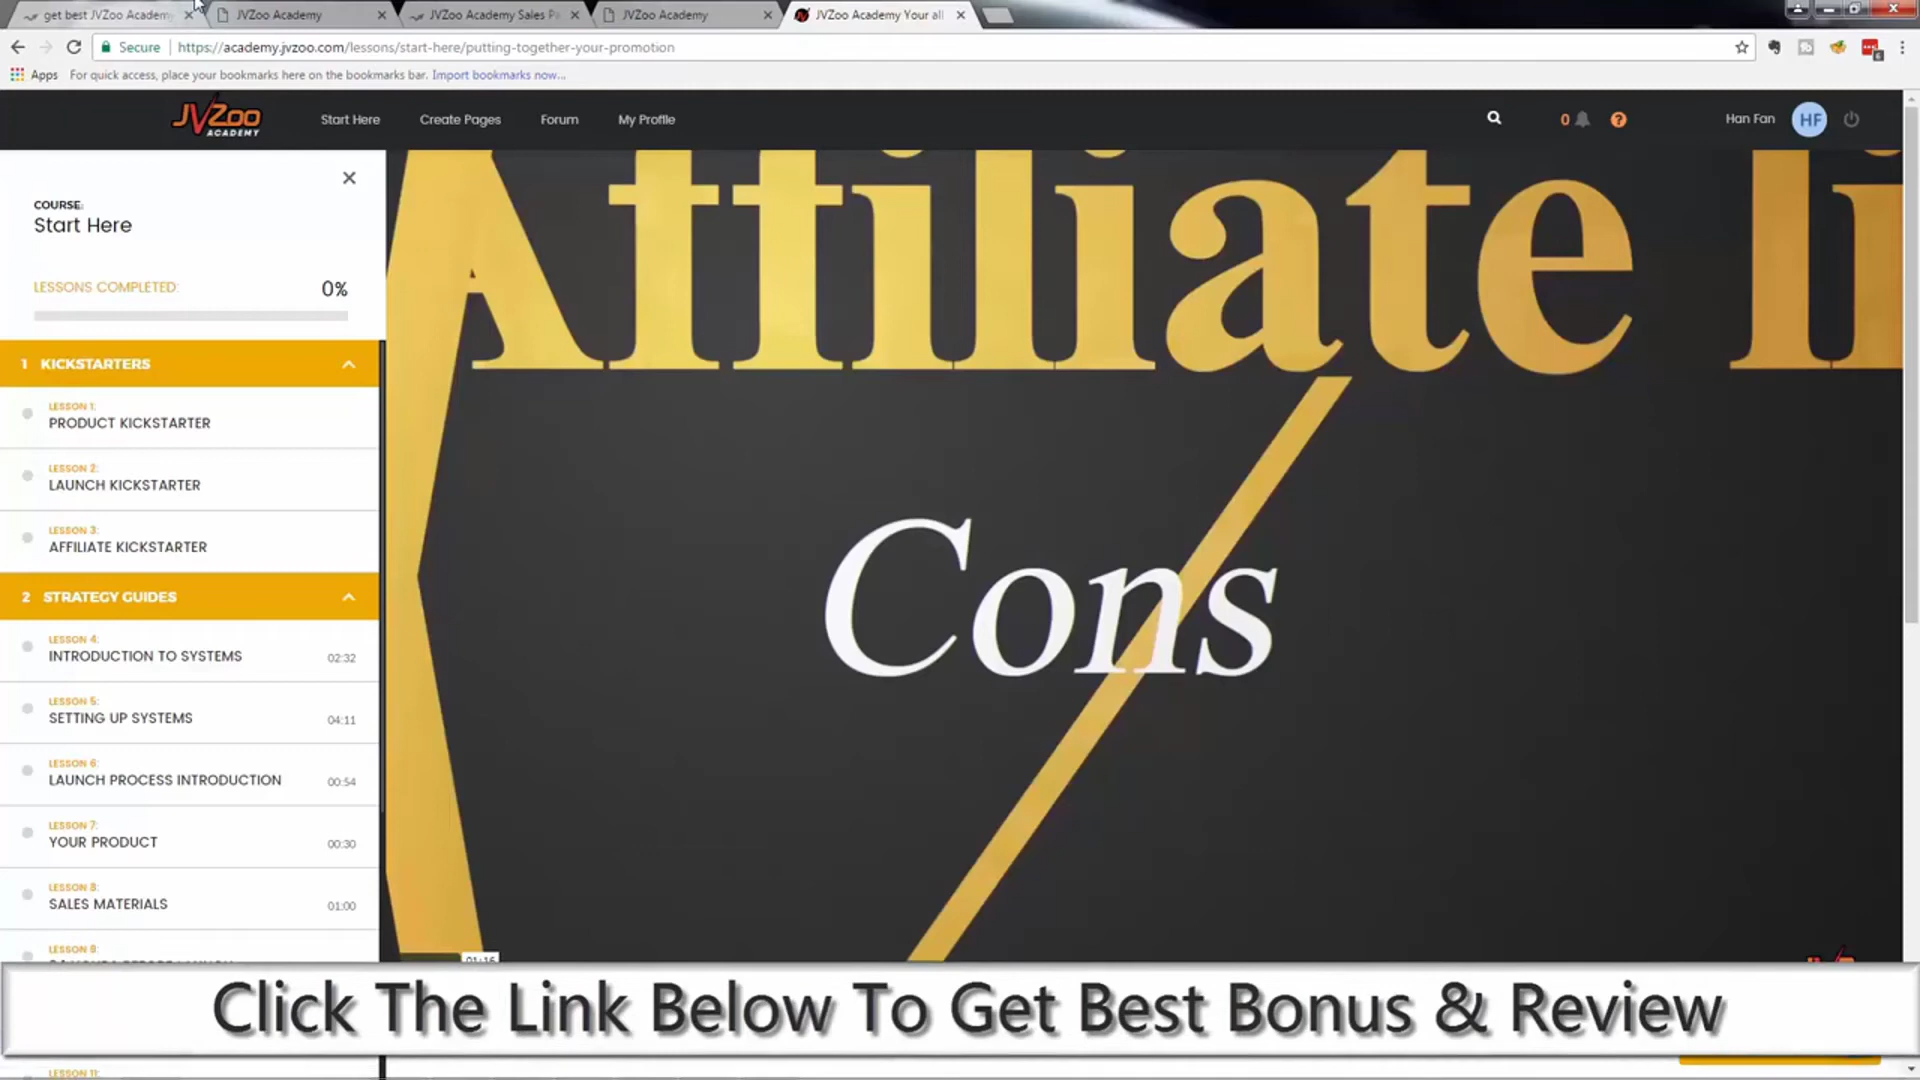 get best JVZoo Academy
JVZoo Academy
JVZoo Academy Sales P
JVZoo Academy
JVZoo Academy Your all
Secure
https://academy.jvzoo.com/lessons/start-here/putting-together-your-promotion
Apps
For quick access, place your bookmarks here on the bookmarks bar. Import bookmarks now...
JVZoo
ACADEMY
Start Here
Create Pages
Forum
My Profile
0
?
Han Fan
HF
COURSE:
Start Here
LESSONS COMPLETED:
0%
1 KICKSTARTERS
LESSON 1:
PRODUCT KICKSTARTER
LESSON 2:
LAUNCH KICKSTARTER
LESSON 3:
AFFILIATE KICKSTARTER
2 STRATEGY GUIDES
LESSON 4:
INTRODUCTION TO SYSTEMS
02:32
LESSON 5:
SETTING UP SYSTEMS
04:11
LESSON 6:
LAUNCH PROCESS INTRODUCTION
00:54
LESSON 7:
YOUR PRODUCT
00:30
LESSON 8:
SALES MATERIALS
01:00
LESSON 9:
LESSON 11:
Affiliate li
Cons
01:16
Click The Link Below To Get Best Bonus & Review